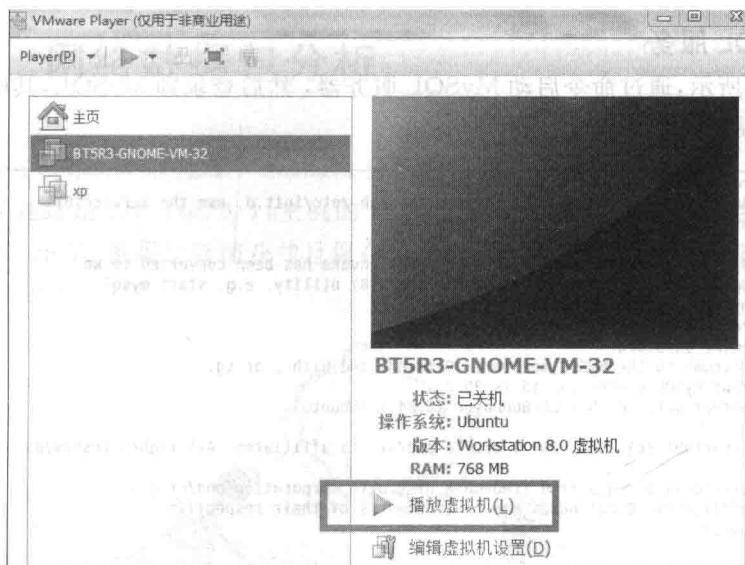 VMware Player (仅用于非商业用途)
Player(P)
主页
BT5R3-GNOME-VM-32
xp
BT5R3-GNOME-VM-32
状态: 已关机
操作系统: Ubuntu
版本: Workstation 8.0 虚拟机
RAM: 768 MB
播放虚拟机(L)
编辑虚拟机设置(D)